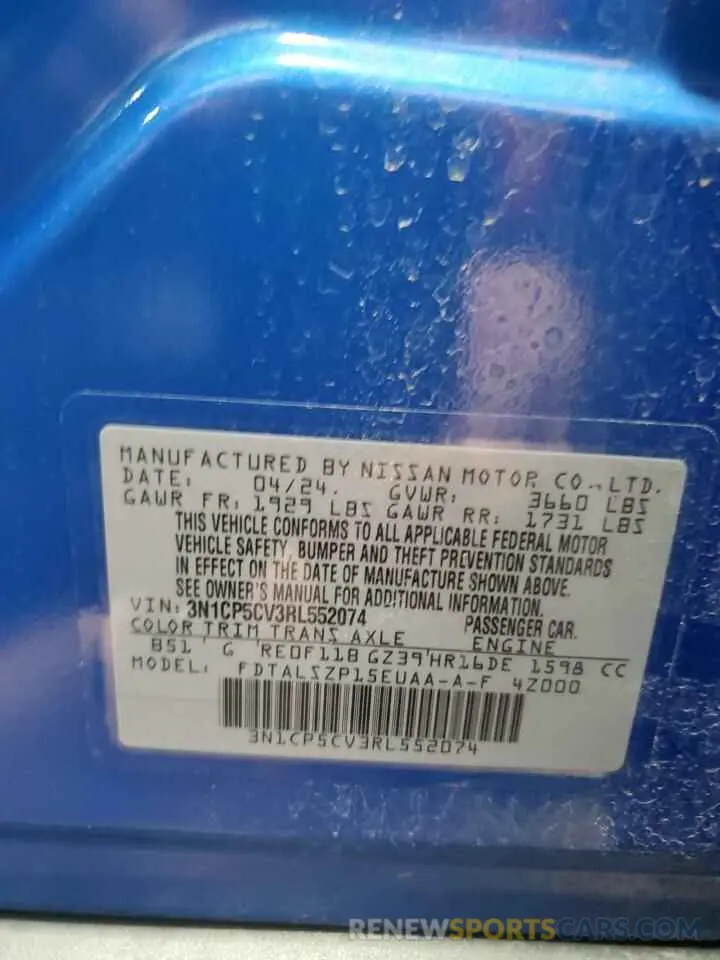 MANUFACTURED BY NISSAN MOTOR CO., LTD.
DATE: 04/24. GVWR: 3660 LBS
GAWR FR: 1929 LBS GAWR RR: 1731 LBS
THIS VEHICLE CONFORMS TO ALL APPLICABLE FEDERAL MOTOR
VEHICLE SAFETY, BUMPER AND THEFT PREVENTION STANDARDS
IN EFFECT ON THE DATE OF MANUFACTURE SHOWN ABOVE.
SEE OWNER'S MANUAL FOR ADDITIONAL INFORMATION.
VIN: 3N1CP5CV3RL552074 PASSENGER CAR.
COLOR TRIM TRANS AXLE ENGINE
B51 G RE0F11B GZ39 HR16DE 1598 CC
MODEL: FDTALSZP15EUAA-A-F 4Z000
3N1CP5CV3RL552074
RENEWSPORTSCARS.COM